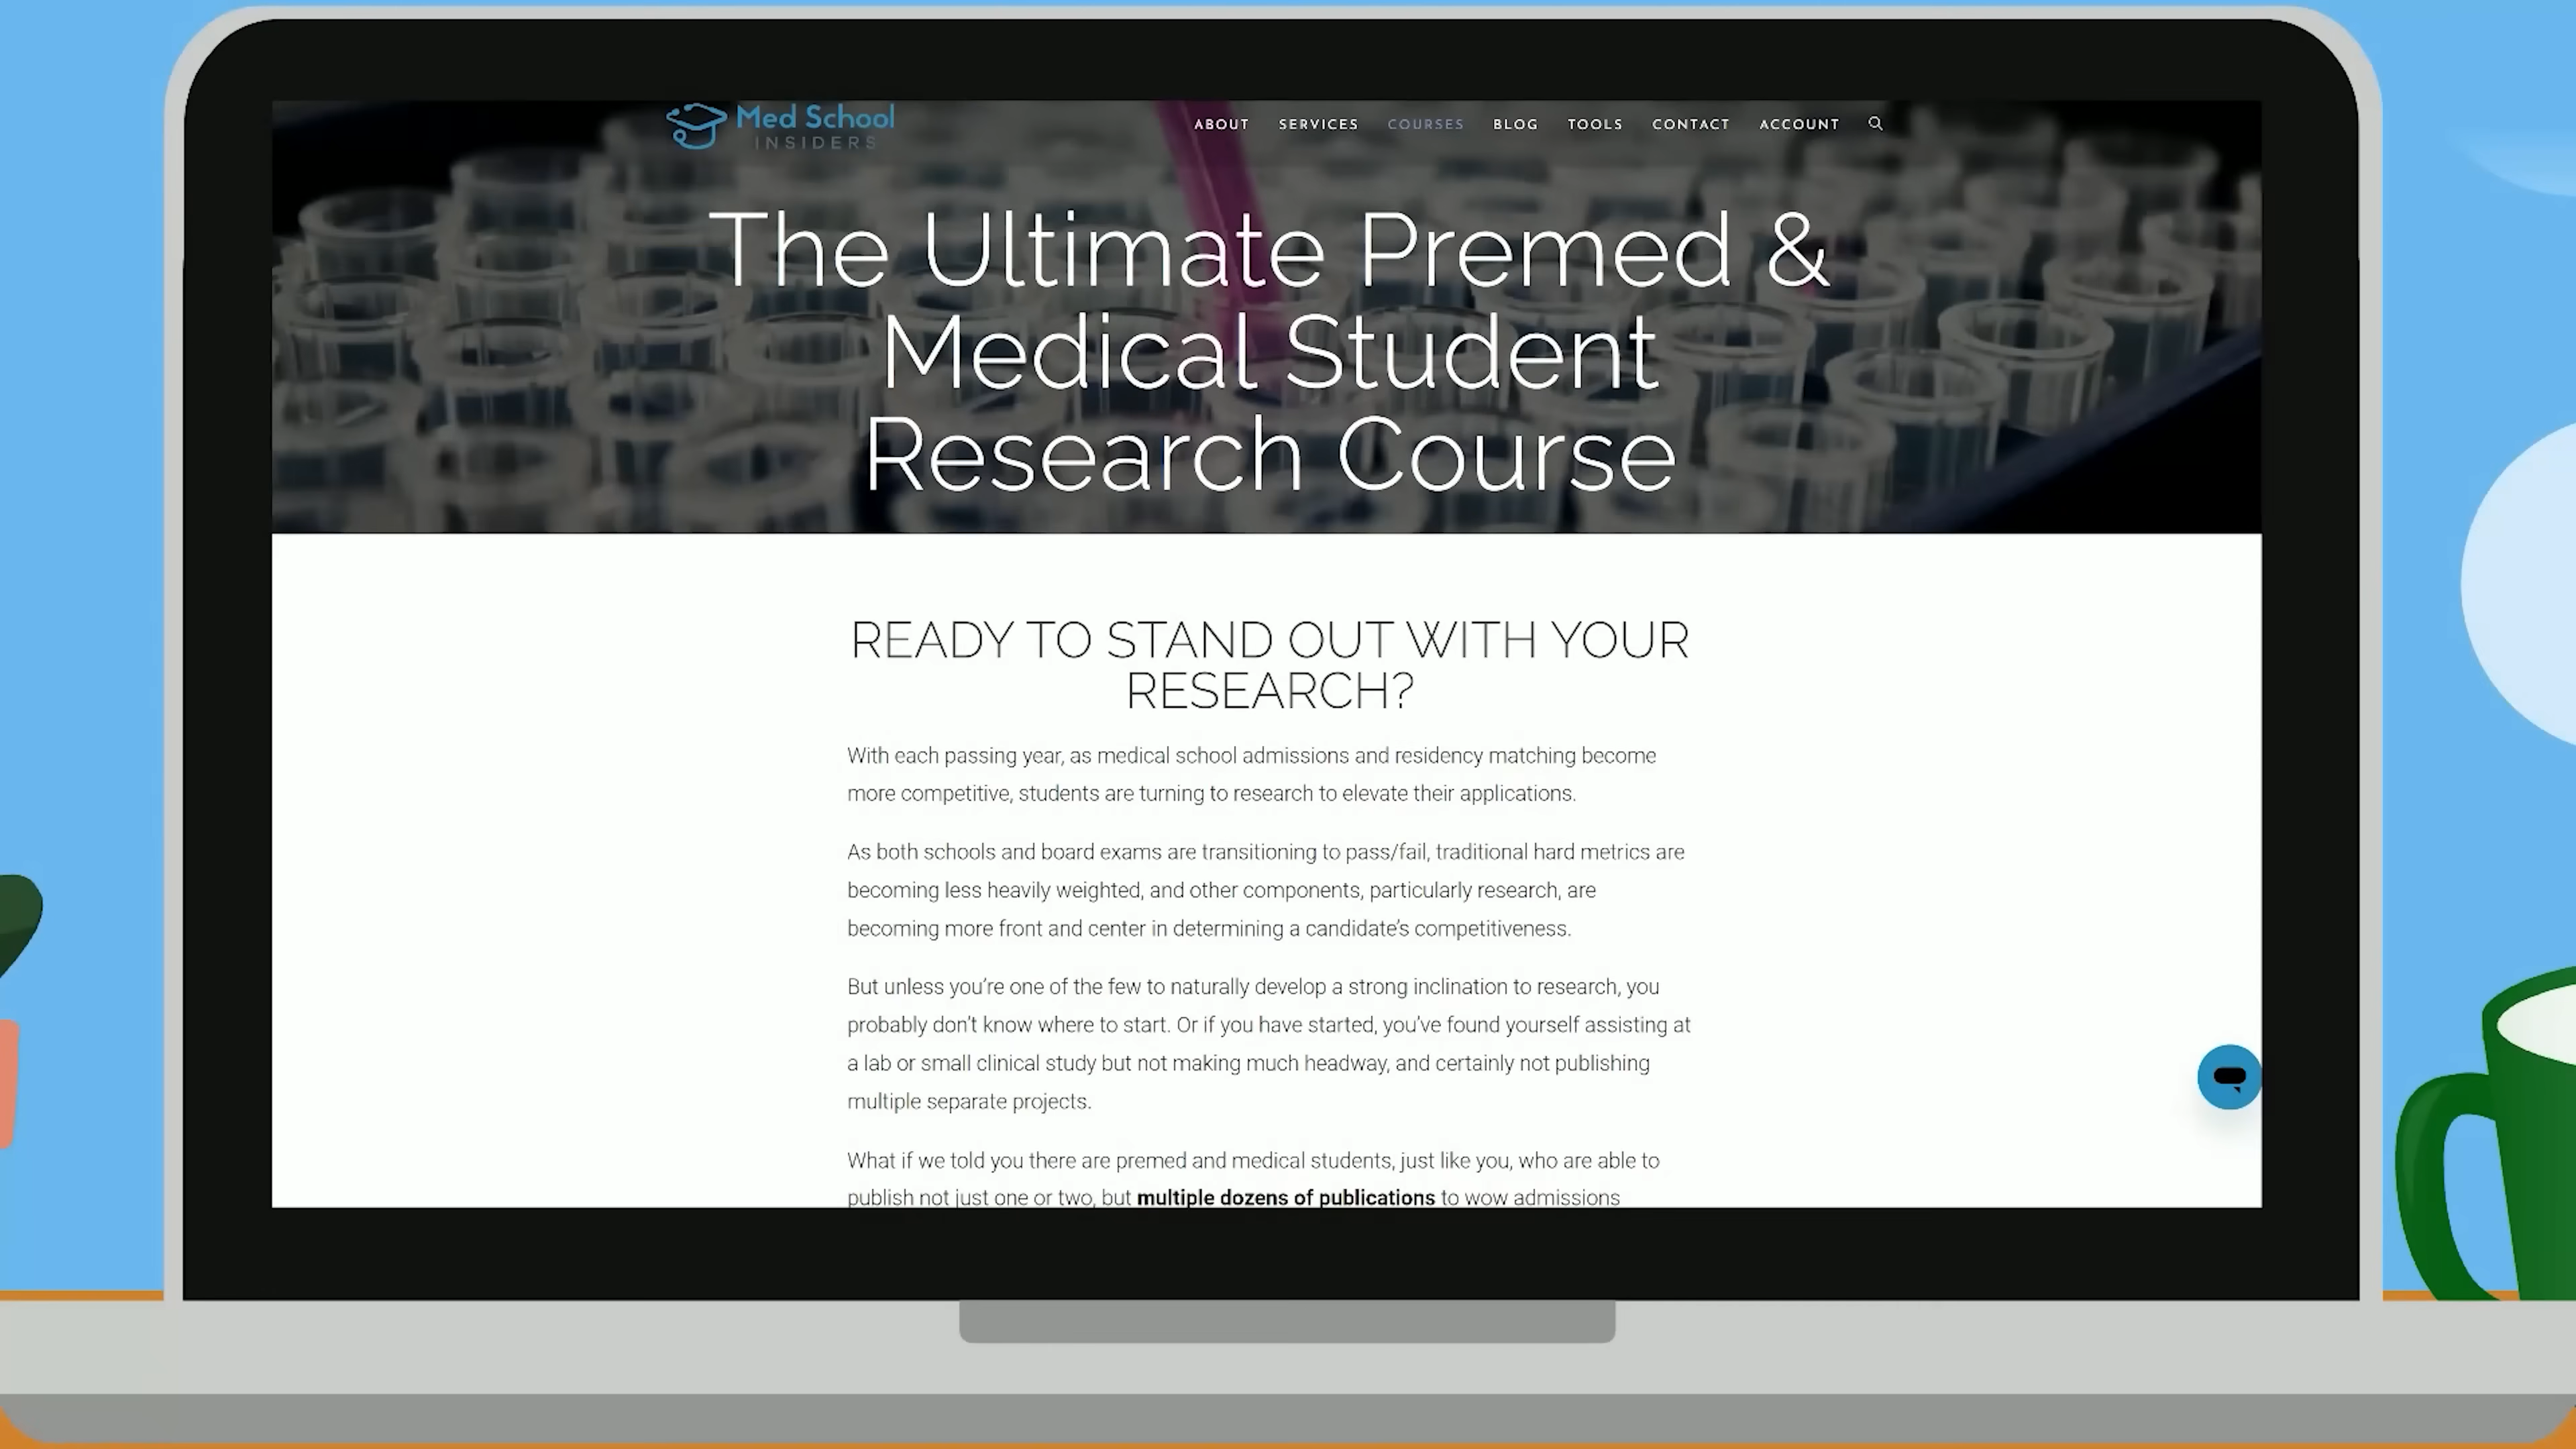 Med School
INSIDERS
ABOUT SERVICES COURSES BLOG TOOLS CONTACT ACCOUNT
The Ultimate Premed &
Medical Student
Research Course
READY TO STAND OUT WITH YOUR
RESEARCH?
With each passing year, as medical school admissions and residency matching become
more competitive, students are turning to research to elevate their applications.
As both schools and board exams are transitioning to pass/fail, traditional hard metrics are
becoming less heavily weighted, and other components, particularly research, are
becoming more front and center in determining a candidate’s competitiveness.
But unless you’re one of the few to naturally develop a strong inclination to research, you
probably don’t know where to start. Or if you have started, you’ve found yourself assisting at
a lab or small clinical study but not making much headway, and certainly not publishing
multiple separate projects.
What if we told you there are premed and medical students, just like you, who are able to
publish not just one or two, but multiple dozens of publications to wow admissions